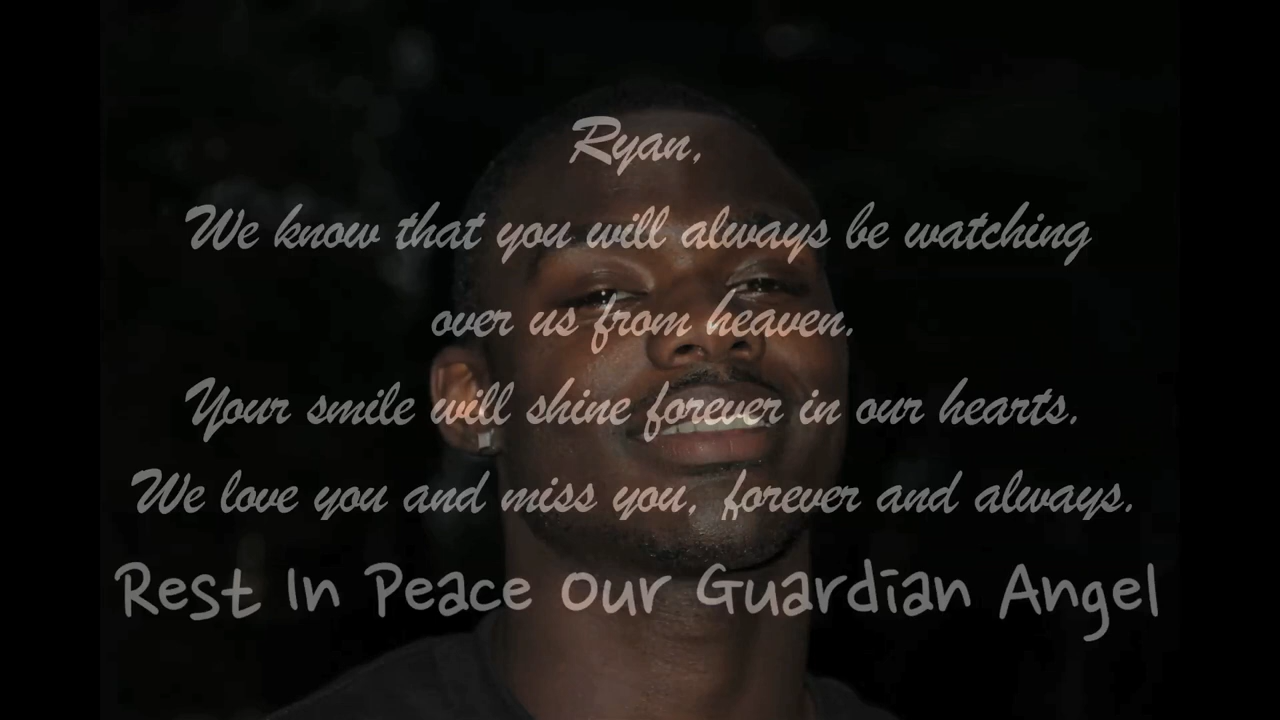 Ryan,
We know that you will always be watching
over us from heaven.
Your smile will shine forever in our hearts.
We love you and miss you, forever and always.
Rest In Peace Our Guardian Angel